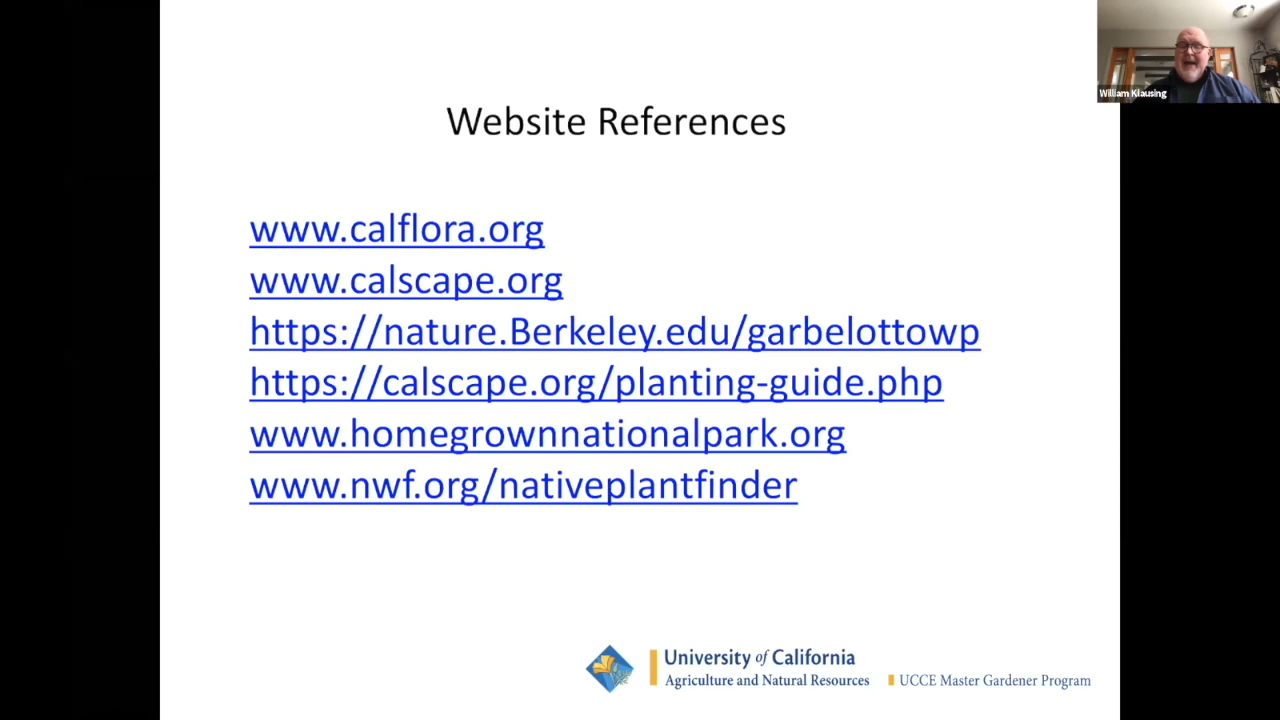 William Klausing
Website References
www.calflora.org
www.calscape.org
https://nature.Berkeley.edu/garbelottowp
https://calscape.org/planting-guide.php
www.homegrownnationalpark.org
www.nwf.org/nativeplantfinder
University of California
Agriculture and Natural Resources
UCCE Master Gardener Program